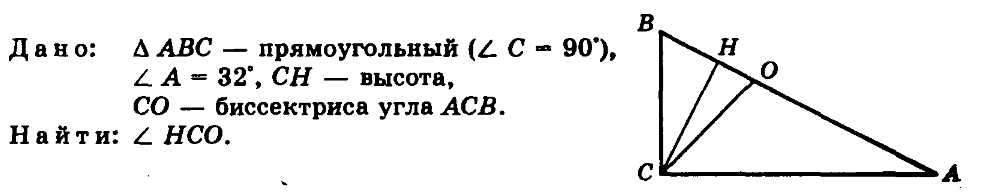 Дано: Δ ABC — прямоугольный (∠ C = 90°),
∠ A = 32°, CH — высота,
CO — биссектриса угла ACB.
Найти: ∠ HCO.
B
H
O
C
A